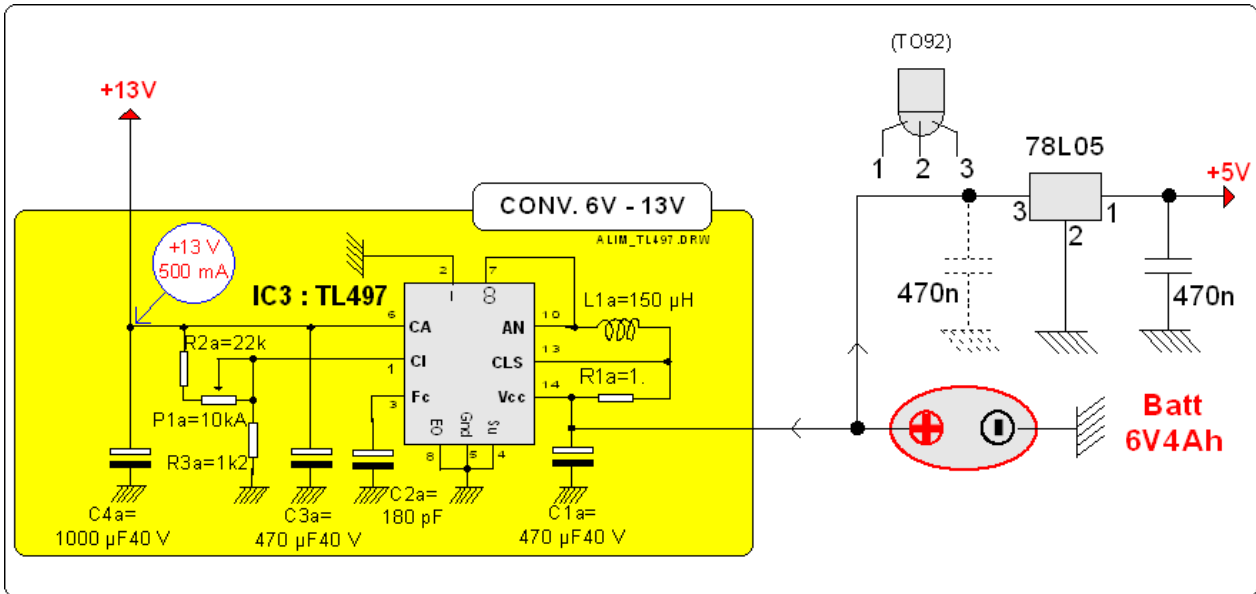 (TO92)
+13V
1 2 3
78L05
+5V
3
1
2
CONV. 6V - 13V
ALIM_TL497.DRW
470n
470n
+13 V
500 mA
IC3 : TL497
2
7
L1a=150 µH
6
CA
AN
10
R2a=22k
CI
1
CLS
13
R1a=1.
P1a=10kA
Fc
3
Vcc
14
EO
Gnd
Su
8
5
4
R3a=1k2
Batt
6V4Ah
C4a=
1000 µF40 V
C3a=
470 µF40 V
C2a=
180 pF
C1a=
470 µF40 V